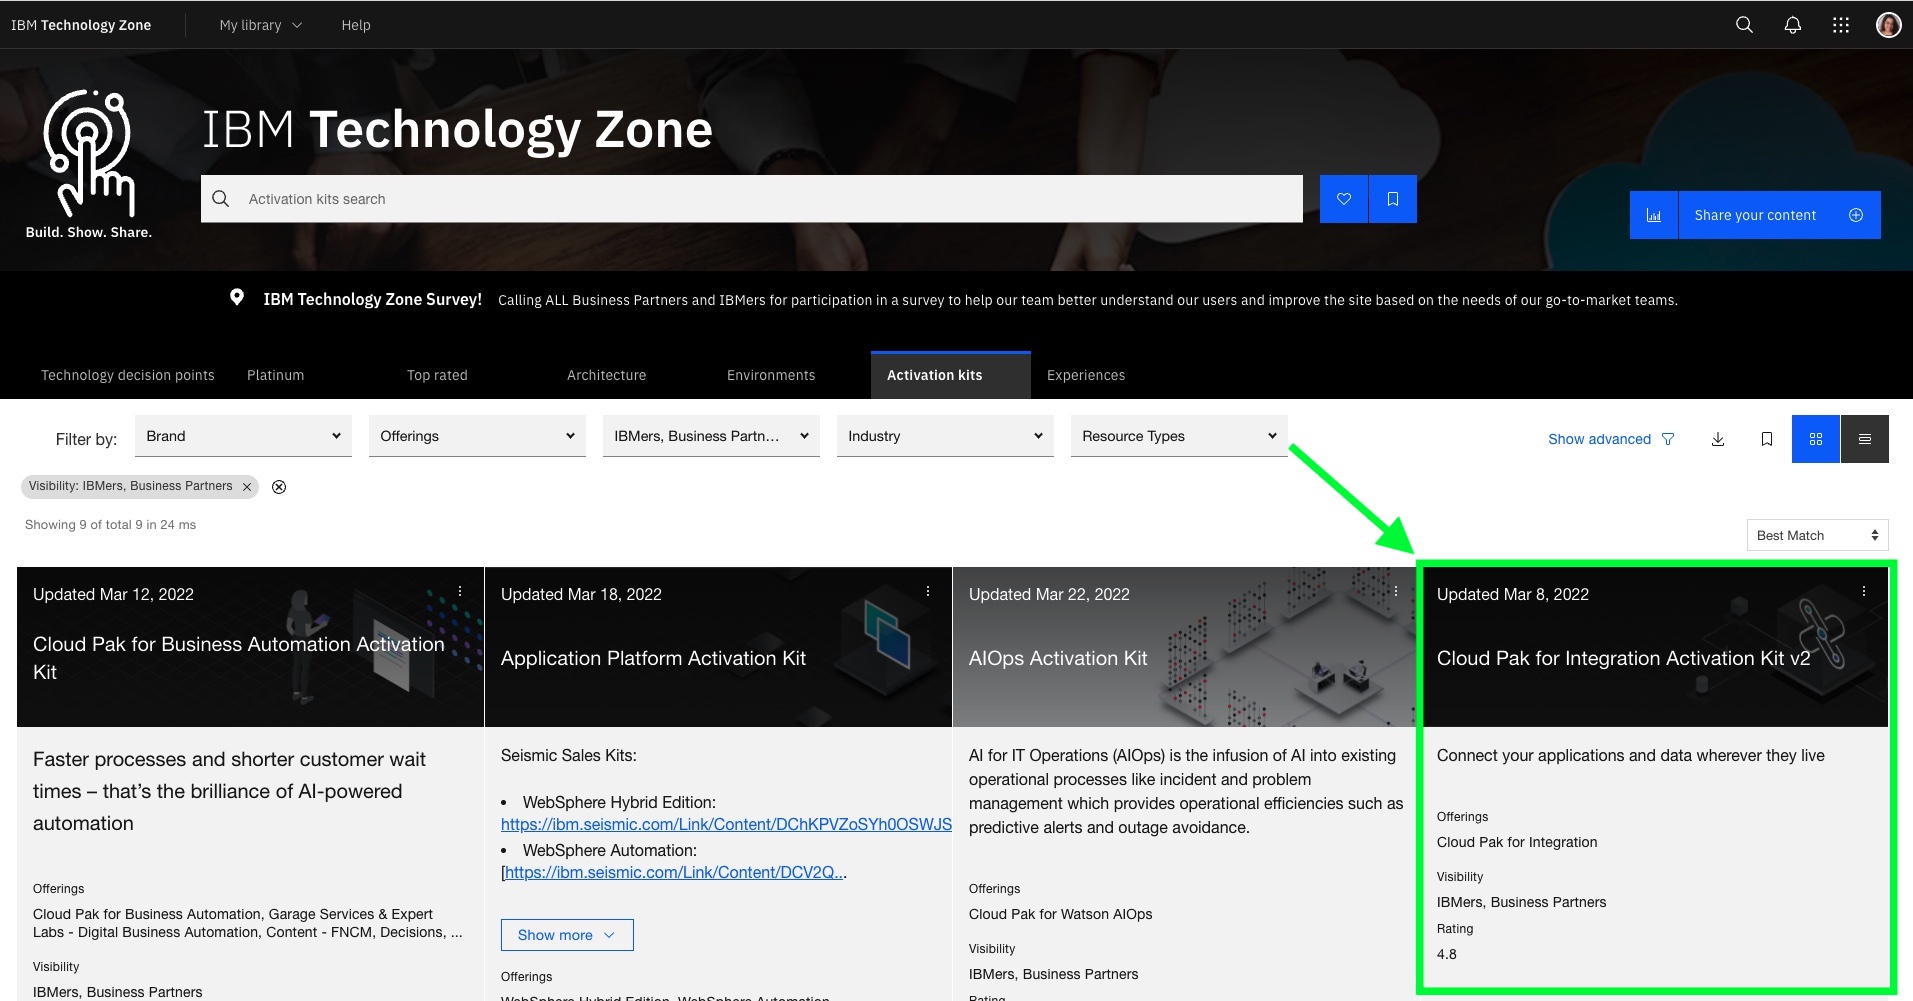 IBM Technology Zone
My library
Help
IBM Technology Zone
Build. Show. Share.
Activation kits search
Share your content
IBM Technology Zone Survey! Calling ALL Business Partners and IBMers for participation in a survey to help our team better understand our users and improve the site based on the needs of our go-to-market teams.
Technology decision points
Platinum
Top rated
Architecture
Environments
Activation kits
Experiences
Filter by:
Brand
Offerings
IBMers, Business Partn...
Industry
Resource Types
Show advanced
Visibility: IBMers, Business Partners
Showing 9 of total 9 in 24 ms
Best Match
Updated Mar 12, 2022
Cloud Pak for Business Automation Activation
Kit
Faster processes and shorter customer wait
times – that’s the brilliance of AI-powered
automation
Offerings
Cloud Pak for Business Automation, Garage Services & Expert
Labs - Digital Business Automation, Content - FNCM, Decisions, ...
Visibility
IBMers, Business Partners
Updated Mar 18, 2022
Application Platform Activation Kit
Seismic Sales Kits:
• WebSphere Hybrid Edition:
https://ibm.seismic.com/Link/Content/DChKPVZoSYh0OSWJS
• WebSphere Automation:
[https://ibm.seismic.com/Link/Content/DCV2Q...
Show more
Offerings
WebSphere Hybrid Edition, WebSphere Automation
Updated Mar 22, 2022
AIOps Activation Kit
AI for IT Operations (AIOps) is the infusion of AI into existing
operational processes like incident and problem
management which provides operational efficiencies such as
predictive alerts and outage avoidance.
Offerings
Cloud Pak for Watson AIOps
Visibility
IBMers, Business Partners
Rating
Updated Mar 8, 2022
Cloud Pak for Integration Activation Kit v2
Connect your applications and data wherever they live
Offerings
Cloud Pak for Integration
Visibility
IBMers, Business Partners
Rating
4.8